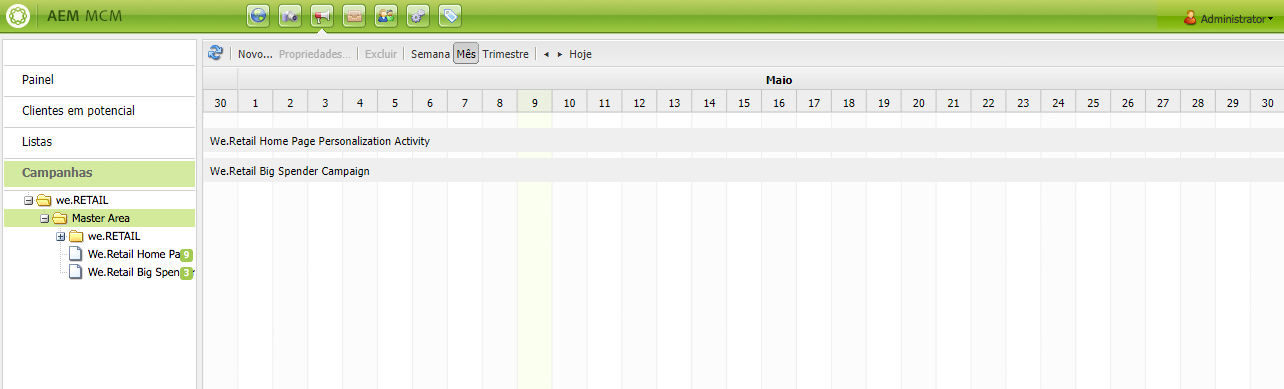 AEM MCM
Administrator
Novo... Propriedades... Excluir Semana Mês Trimestre Hoje
Painel
Clientes em potencial
Listas
Campanhas
we.RETAIL
Master Area
we.RETAIL
We.Retail Home Pa 9
We.Retail Big Spen 3
Maio
30 1 2 3 4 5 6 7 8 9 10 11 12 13 14 15 16 17 18 19 20 21 22 23 24 25 26 27 28 29 30
We.Retail Home Page Personalization Activity
We.Retail Big Spender Campaign